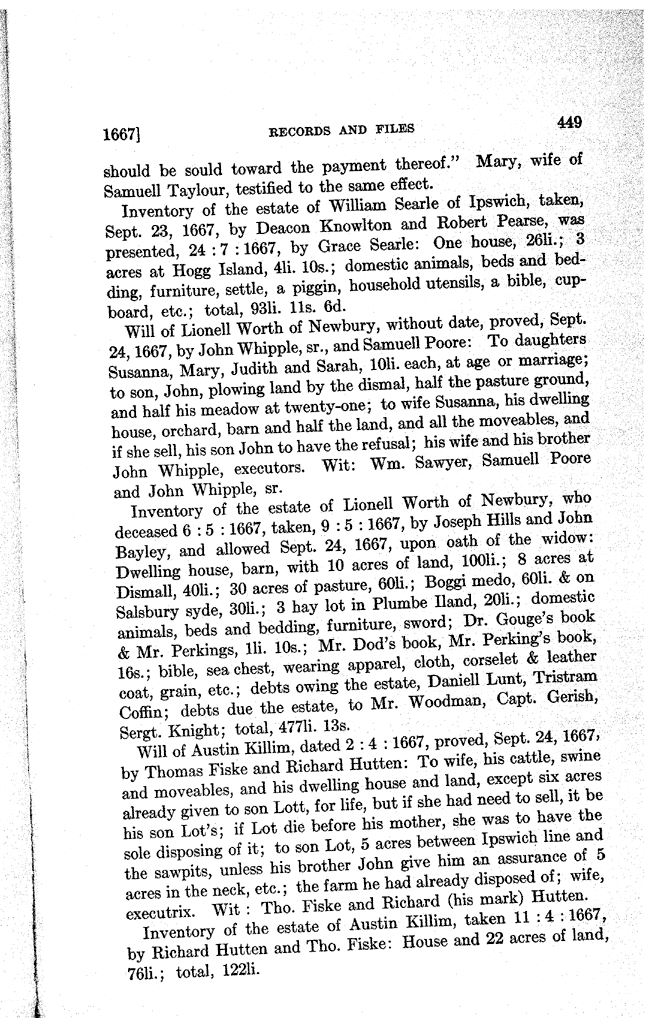 1667] RECORDS AND FILES 449
should be sould toward the payment thereof." Mary, wife of
Samuell Taylour, testified to the same effect.
Inventory of the estate of William Searle of Ipswich, taken,
Sept. 23, 1667, by Deacon Knowlton and Robert Pearse, was
presented, 24 : 7 : 1667, by Grace Searle: One house, 26li.; 3
acres at Hogg Island, 4li. 10s.; domestic animals, beds and bed-
ding, furniture, settle, a piggin, household utensils, a bible, cup-
board, etc.; total, 93li. 11s. 6d.
Will of Lionell Worth of Newbury, without date, proved, Sept.
24, 1667, by John Whipple, sr., and Samuell Poore: To daughters
Susanna, Mary, Judith and Sarah, 10li. each, at age or marriage;
to son, John, plowing land by the dismal, half the pasture ground,
and half his meadow at twenty-one; to wife Susanna, his dwelling
house, orchard, barn and half the land, and all the moveables, and
if she sell, his son John to have the refusal; his wife and his brother
John Whipple, executors. Wit: Wm. Sawyer, Samuell Poore
and John Whipple, sr.
Inventory of the estate of Lionell Worth of Newbury, who
deceased 6 : 5 : 1667, taken, 9 : 5 : 1667, by Joseph Hills and John
Bayley, and allowed Sept. 24, 1667, upon oath of the widow:
Dwelling house, barn, with 10 acres of land, 100li.; 8 acres at
Dismall, 40li.; 30 acres of pasture, 60li.; Boggi medo, 60li. & on
Salsbury syde, 30li.; 3 hay lot in Plumbe Iland, 20li.; domestic
animals, beds and bedding, furniture, sword; Dr. Gouge's book
& Mr. Perkings, 1li. 10s.; Mr. Dod's book, Mr. Perking's book,
16s.; bible, sea chest, wearing apparel, cloth, corselet & leather
coat, grain, etc.; debts owing the estate, Daniell Lunt, Tristram
Coffin; debts due the estate, to Mr. Woodman, Capt. Gerish,
Sergt. Knight; total, 477li. 13s.
Will of Austin Killim, dated 2 : 4 : 1667, proved, Sept. 24, 1667,
by Thomas Fiske and Richard Hutten: To wife, his cattle, swine
and moveables, and his dwelling house and land, except six acres
already given to son Lott, for life, but if she had need to sell, it be
his son Lot's; if Lot die before his mother, she was to have the
sole disposing of it; to son Lot, 5 acres between Ipswich line and
the sawpits, unless his brother John give him an assurance of 5
acres in the neck, etc.; the farm he had already disposed of; wife,
executrix. Wit : Tho. Fiske and Richard (his mark) Hutten.
Inventory of the estate of Austin Killim, taken 11 : 4 : 1667,
by Richard Hutten and Tho. Fiske: House and 22 acres of land,
76li.; total, 122li.